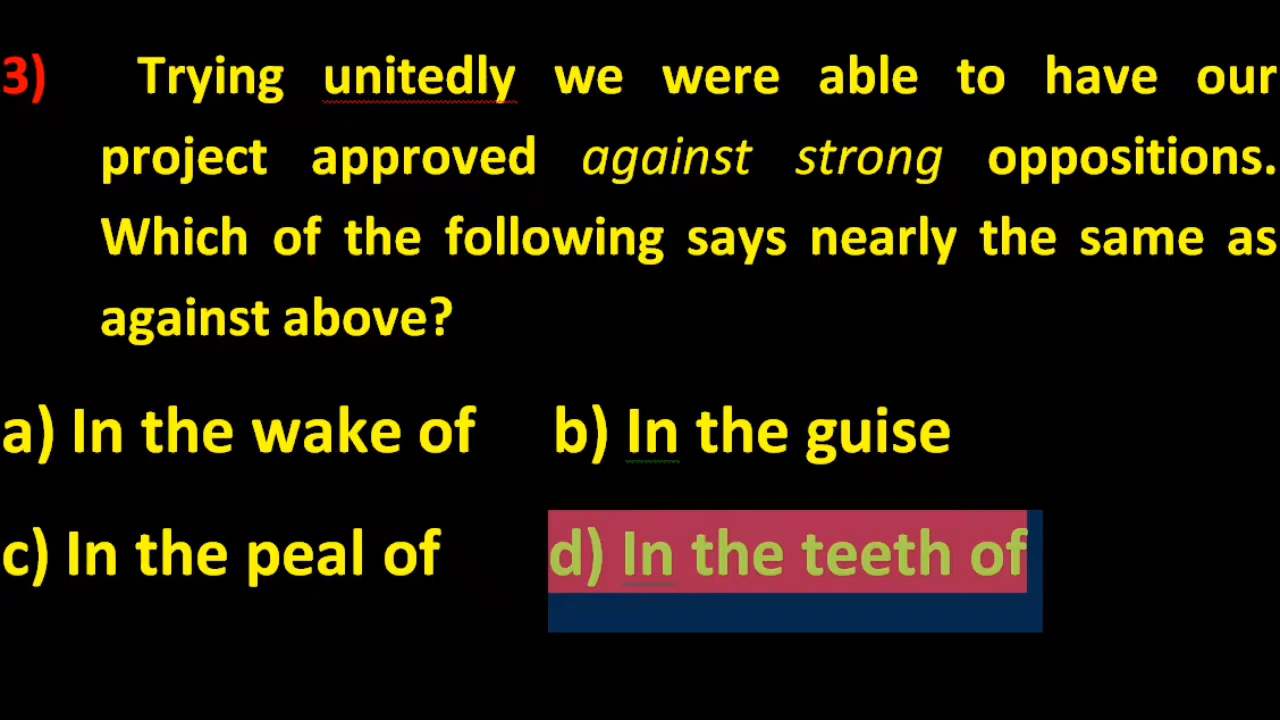 3) Trying unitedly we were able to have our
project approved against strong oppositions.
Which of the following says nearly the same as
against above?
a) In the wake of b) In the guise
c) In the peal of d) In the teeth of